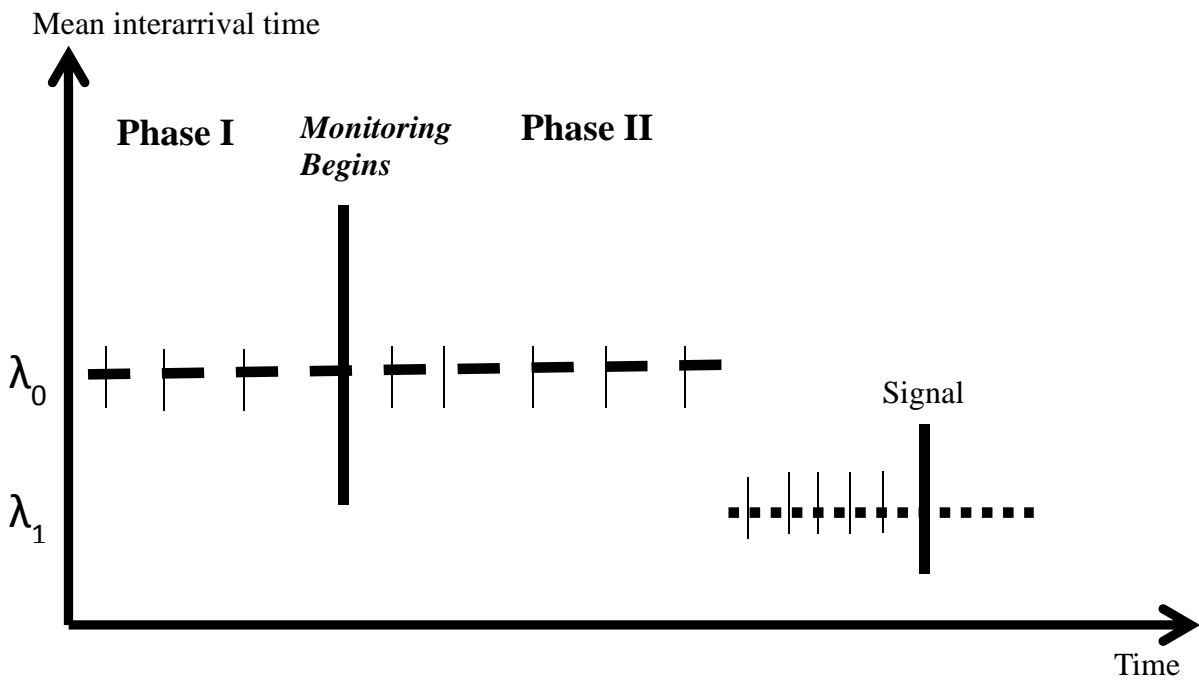 Mean interarrival time
Phase I
Monitoring
Begins
Phase II
λ₀
Signal
λ₁
Time